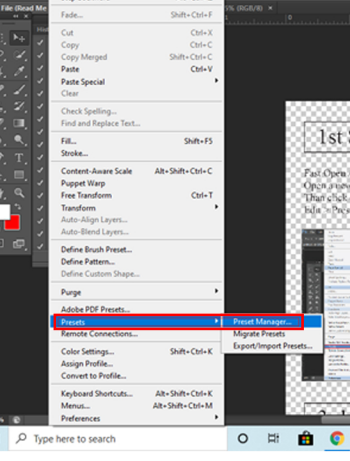 File (Read Me
5% (RGB/8)
Fade... Shift+Ctrl+F
Cut Ctrl+X
Copy Ctrl+C
Copy Merged Shift+Ctrl+C
Paste Ctrl+V
Paste Special
Clear
Check Spelling...
Find and Replace Text...
Fill... Shift+F5
Stroke...
Content-Aware Scale Alt+Shift+Ctrl+C
Puppet Warp
Free Transform Ctrl+T
Transform
Auto-Align Layers...
Auto-Blend Layers...
Define Brush Preset...
Define Pattern...
Define Custom Shape...
Purge
Adobe PDF Presets...
Presets
Remote Connections...
Color Settings... Shift+Ctrl+K
Assign Profile...
Convert to Profile...
Keyboard Shortcuts... Alt+Shift+Ctrl+K
Menus... Alt+Shift+Ctrl+M
Preferences
Preset Manager...
Migrate Presets
Export/Import Presets...
0
1st
Fast Open
Open a new
Than click
Edit
Type here to search